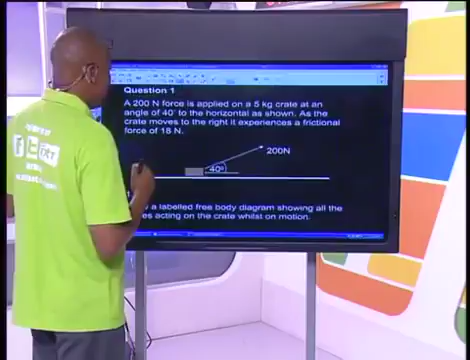 Question 1
A 200 N force is applied on a 5 kg crate at an
angle of 40° to the horizontal as shown. As the
crate moves to the right it experiences a frictional
force of 18 N.
200N
40°
a labelled free body diagram showing all the
acting on the crate whilst on motion.